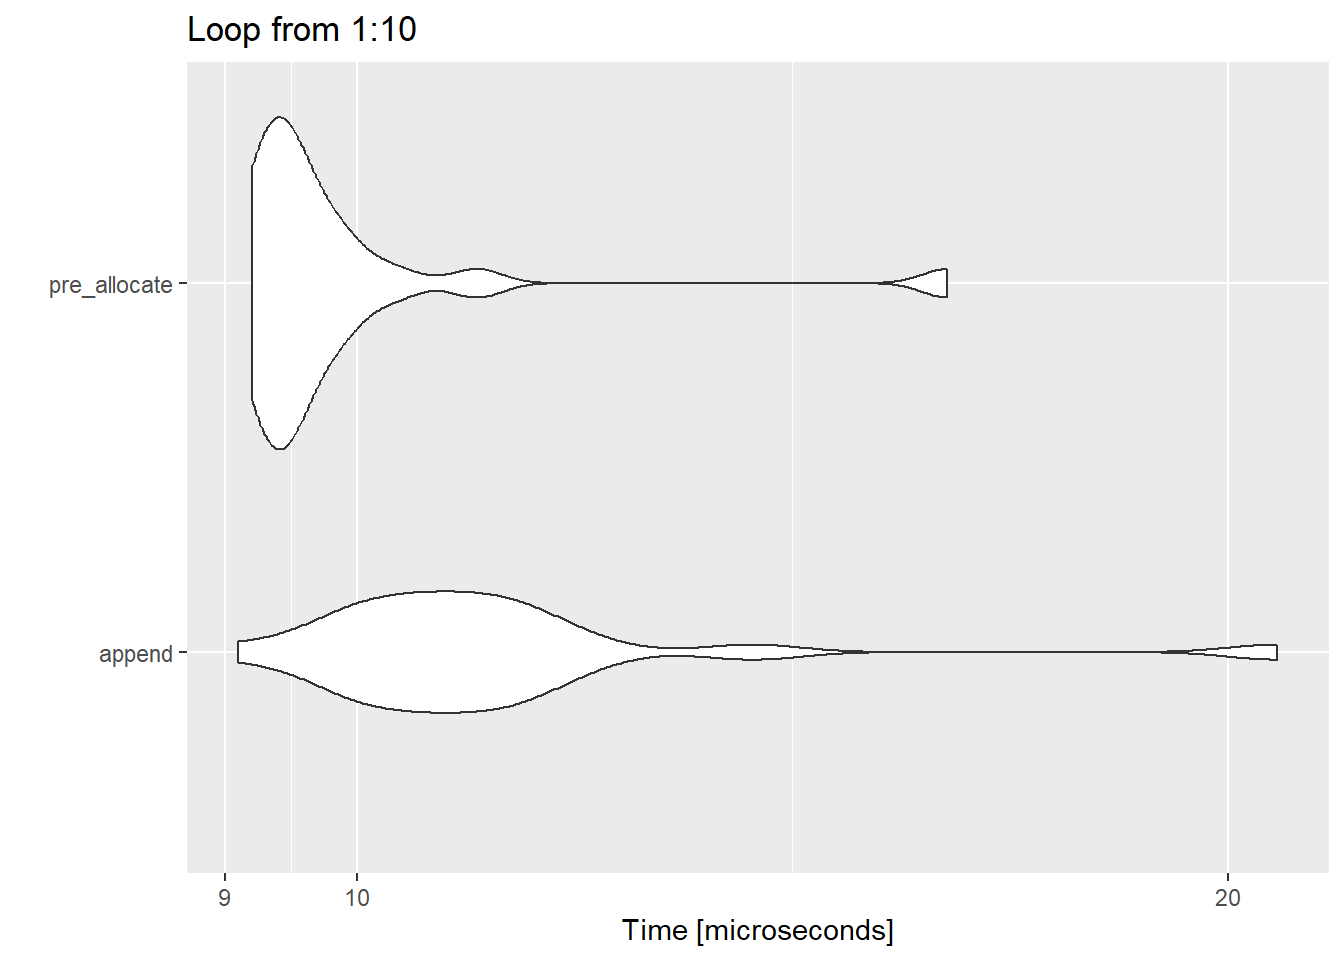 Loop from 1:10
pre_allocate
append
9
10
20
Time [microseconds]